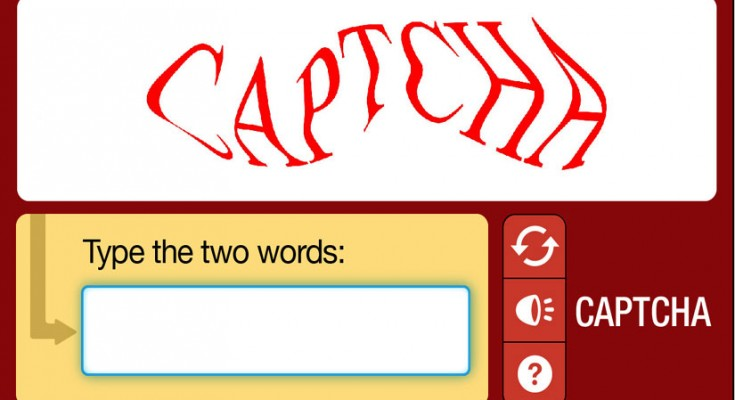 CAPTCHA
Type the two words:
CAPTCHA
?